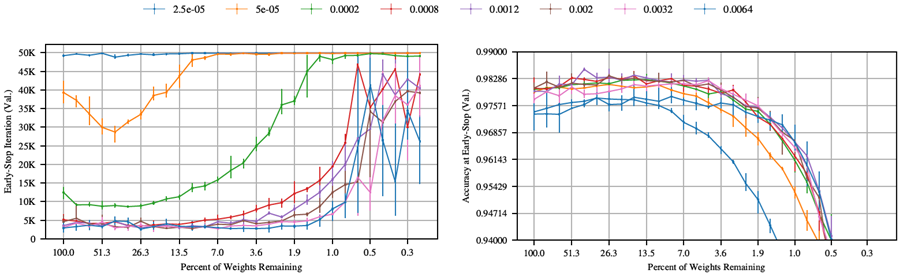 2.5e-05 5e-05 0.0002 0.0008 0.0012 0.002 0.0032 0.0064
50K
45K
40K
35K
30K
25K
20K
15K
10K
5K
0
Early-Stop Iteration (Val.)
100.0 51.3 26.3 13.5 7.0 3.6 1.9 1.0 0.5 0.3
Percent of Weights Remaining
0.99000
0.98286
0.97571
0.96857
0.96143
0.95429
0.94714
0.94000
Accuracy at Early-Stop (Val.)
100.0 51.3 26.3 13.5 7.0 3.6 1.9 1.0 0.5 0.3
Percent of Weights Remaining